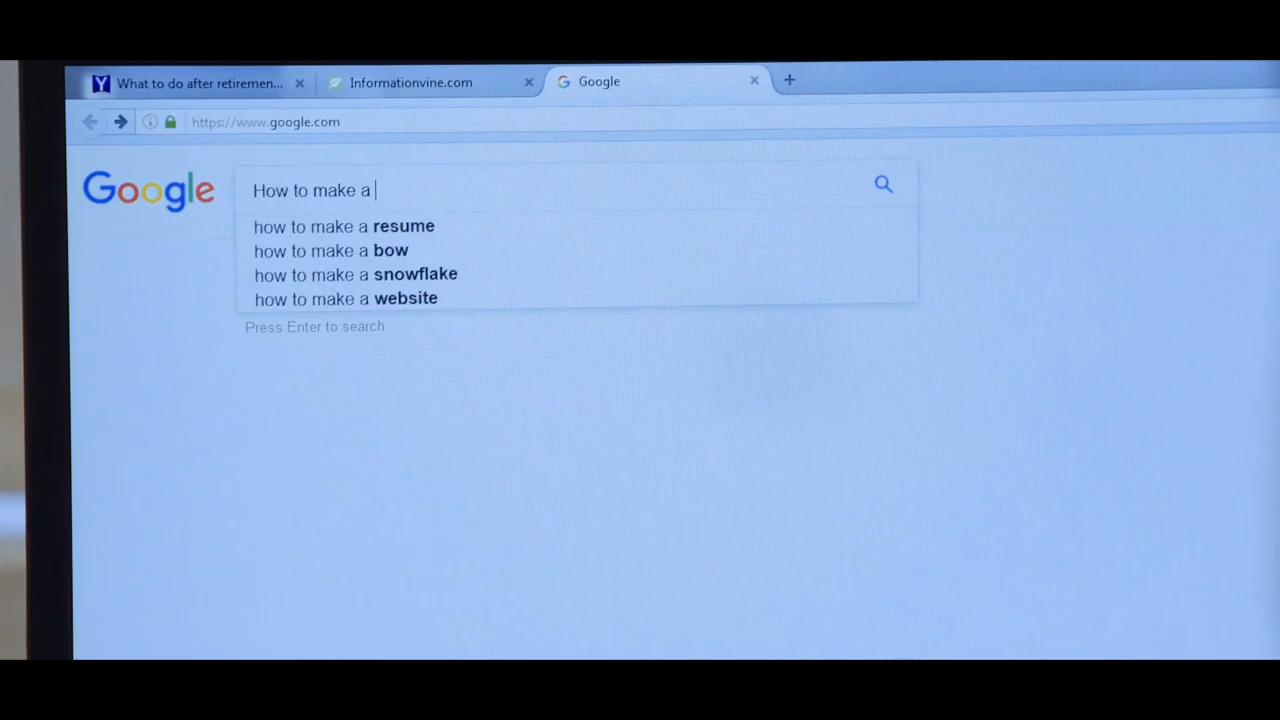 What to do after retiremen...
Informationvine.com
Google
https://www.google.com
Google
How to make a
how to make a resume
how to make a bow
how to make a snowflake
how to make a website
Press Enter to search